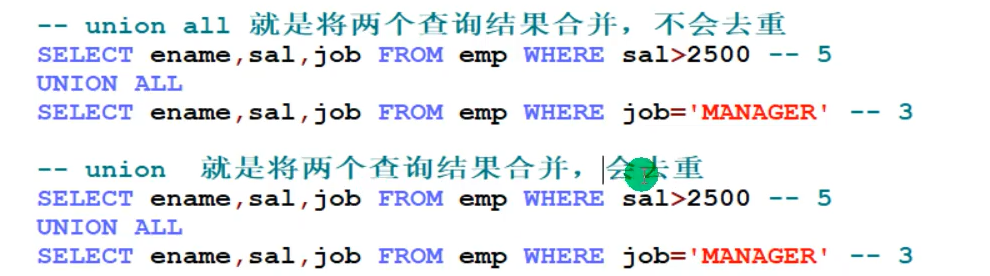 -- union all 就是将两个查询结果合并，不会去重
SELECT ename,sal,job FROM emp WHERE sal>2500 -- 5
UNION ALL
SELECT ename,sal,job FROM emp WHERE job='MANAGER' -- 3
-- union 就是将两个查询结果合并，会去重
SELECT ename,sal,job FROM emp WHERE sal>2500 -- 5
UNION ALL
SELECT ename,sal,job FROM emp WHERE job='MANAGER' -- 3